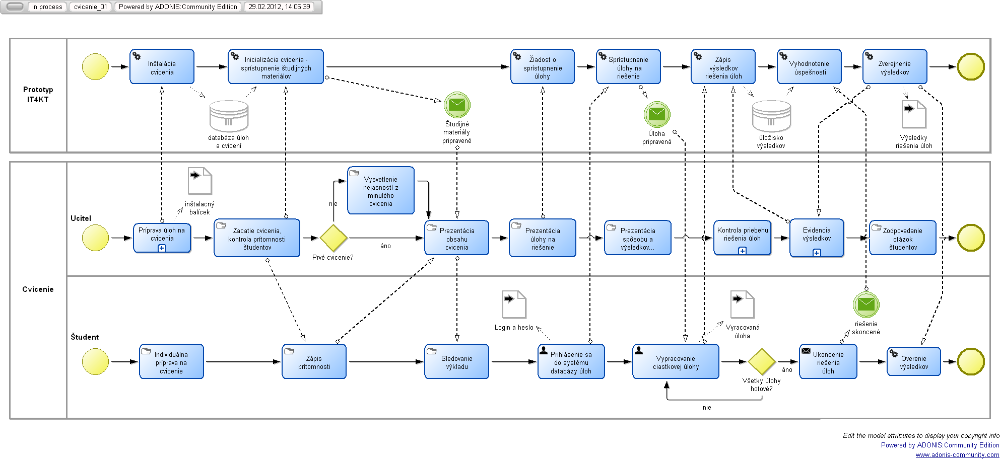 In process
cvicenie_01
Powered by ADONIS:Community Edition
29.02.2012, 14:06:39
Prototyp
IT4KT
Inštalácia
cvicenia
Inicializácia cvicenia -
sprístupnenie študijných
materiálov
Žiadost o
sprístupnenie
úlohy
Sprístupnenie
úlohy na
riešenie
Zápis
výsledkov
riešenia úloh
Vyhodnotenie
úspešnosti
Zverejnenie
výsledkov
databáza úloh
a cvicení
Študijné
materiály
pripravené
Úloha
pripravená
úložisko
výsledkov
Výsledky
riešenia úloh
Cvicenie
Ucitel
inštalacný
balícek
Príprava úloh na
cvicenia
Zacatie cvicenia,
kontrola prítomnosti
študentov
nie
Prvé cvicenie?
áno
Vysvetlenie
nejasností z
minulého
cvicenia
Prezentácia
obsahu
cvicenia
Prezentácia
úlohy na
riešenie
Prezentácia
spôsobu a
výsledkov...
Kontrola priebehu
riešenia úloh
Evidencia
výsledkov
Zodpovedanie
otázok
študentov
Študent
Individuálna
príprava na
cvicenie
Zápis
prítomnosti
Sledovanie
výkladu
Login a heslo
Prihlásenie sa
do systému
databázy úloh
Vypracovanie
ciastkovej úlohy
Vyracovaná
úloha
Všetky úlohy
hotové?
áno
nie
Ukoncenie
riešenia
úloh
riešenie
skoncené
Overenie
výsledkov
Edit the model attributes to display your copyright info
Powered by ADONIS:Community Edition
www.adonis-community.com